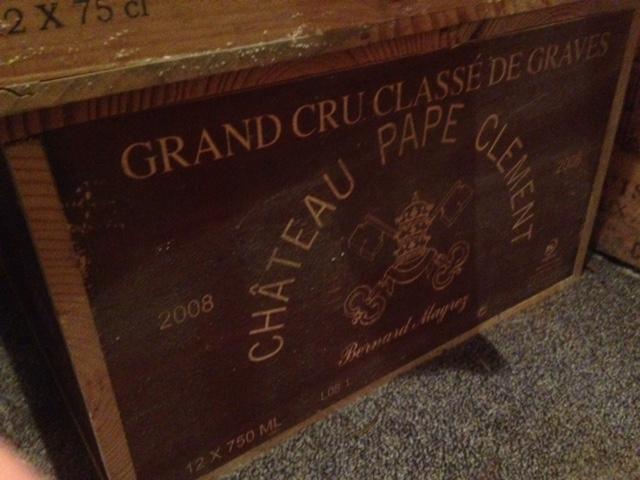 2 X 75 cl
GRAND CRU CLASSÉ DE GRAVES
CHÂTEAU PAPE CLEMENT
2008
2008
Bernard Magrez
L08 1
12 X 750 ML